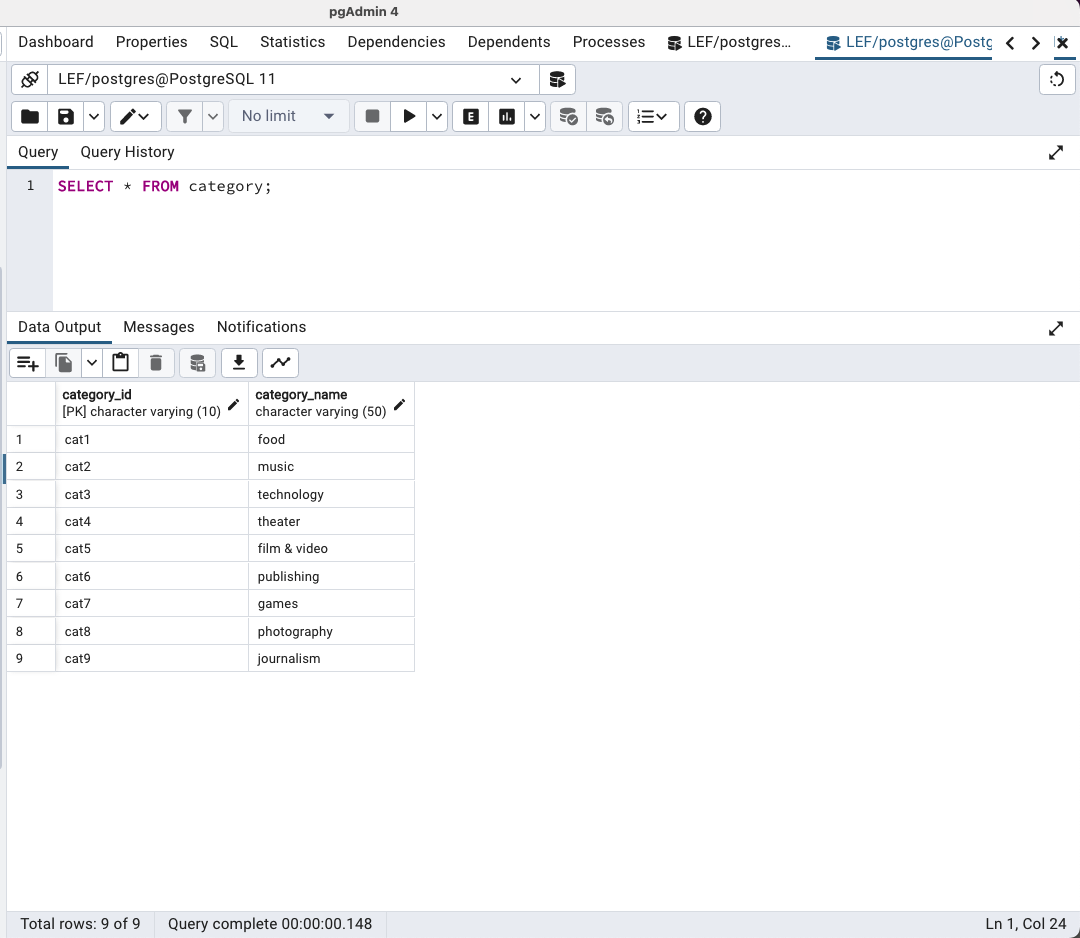 pgAdmin 4
Dashboard Properties SQL Statistics Dependencies Dependents Processes LEF/postgres... LEF/postgres@Postg
LEF/postgres@PostgreSQL 11
No limit E
Query Query History
1 SELECT * FROM category;
Data Output Messages Notifications
category_id category_name
[PK] character varying (10) character varying (50)
1 cat1 food
2 cat2 music
3 cat3 technology
4 cat4 theater
5 cat5 film & video
6 cat6 publishing
7 cat7 games
8 cat8 photography
9 cat9 journalism
Total rows: 9 of 9 Query complete 00:00:00.148 Ln 1, Col 24